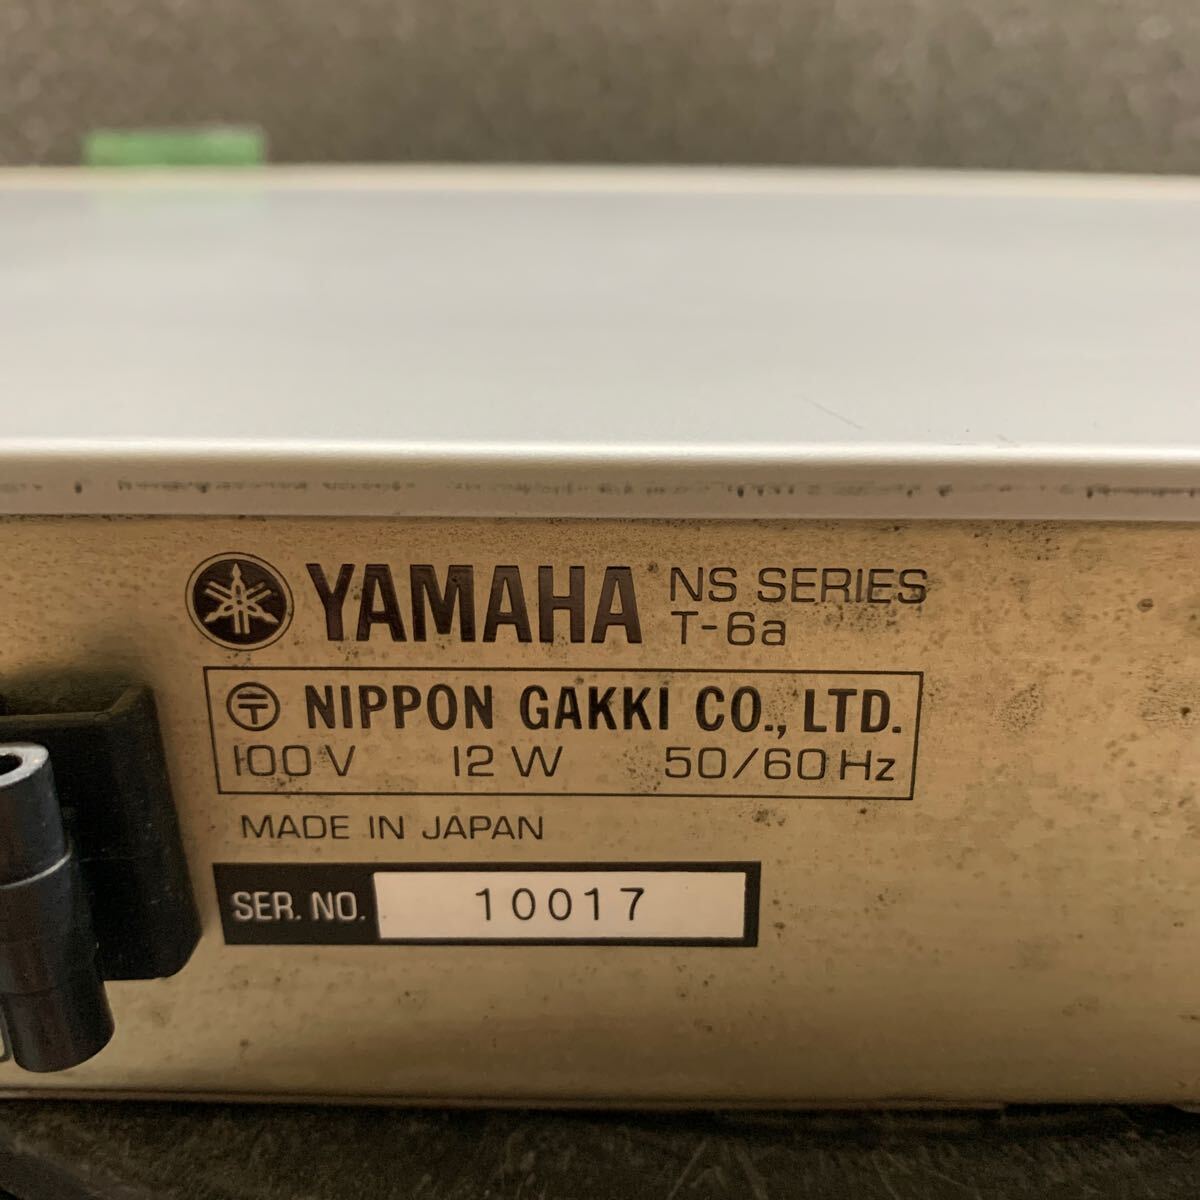 YAMAHA NS SERIES
T-6a
〒 NIPPON GAKKI CO., LTD.
100V 12W 50/60Hz
MADE IN JAPAN
SER. NO. 10017